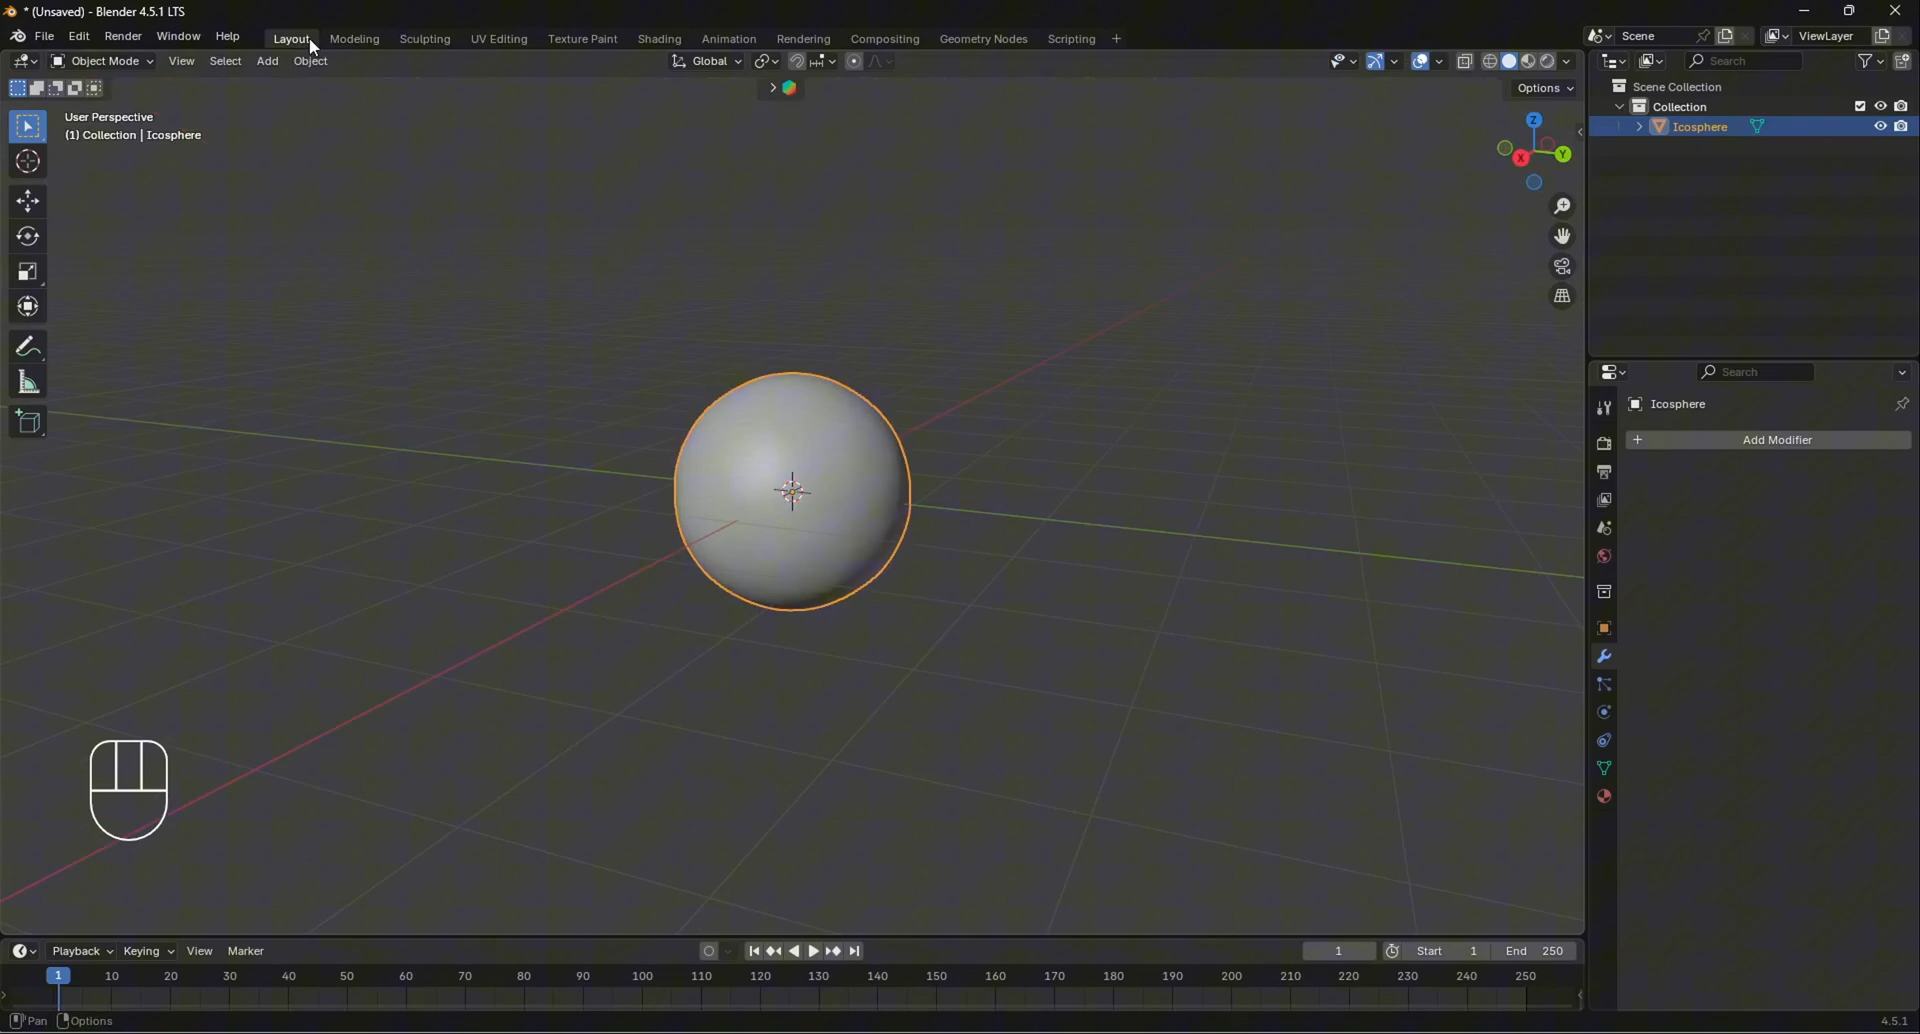 * (Unsaved) - Blender 4.5.1 LTS
File Edit Render Window Help Layout Modeling Sculpting UV Editing Texture Paint Shading Animation Rendering Compositing Geometry Nodes Scripting + Scene ViewLayer
Object Mode View Select Add Object Global Search
Options
User Perspective
(1) Collection | Icosphere
Z
Y
X
Scene Collection
Collection
Icosphere
Search
Icosphere
+ Add Modifier
Playback Keying View Marker 1 Start 1 End 250
1 10 20 30 40 50 60 70 80 90 100 110 120 130 140 150 160 170 180 190 200 210 220 230 240 250
Pan Options 4.5.1